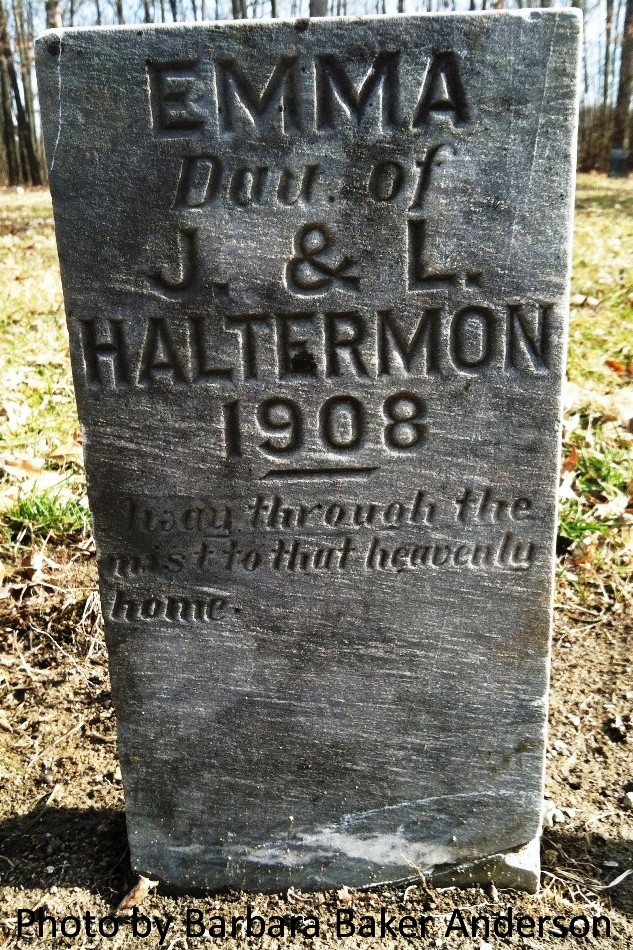 EMMA
Dau. of
J. & L.
HALTERMON
1908
Away through the
mist to that heavenly
home.
Photo by Barbara Baker Anderson